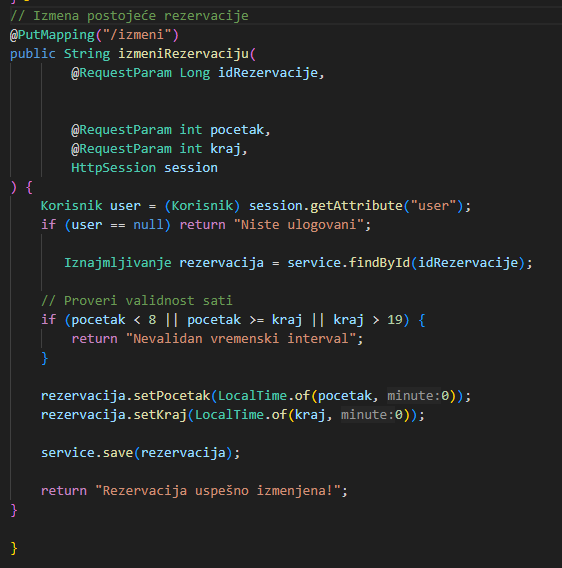 }
// Izmena postojeće rezervacije
@PutMapping("/izmeni")
public String izmeniRezervaciju(
@RequestParam Long idRezervacije,
@RequestParam int pocetak,
@RequestParam int kraj,
HttpSession session
) {
Korisnik user = (Korisnik) session.getAttribute("user");
if (user == null) return "Niste ulogovani";
Iznajmljivanje rezervacija = service.findById(idRezervacije);
// Proveri validnost sati
if (pocetak < 8 || pocetak >= kraj || kraj > 19) {
return "Nevalidan vremenski interval";
}
rezervacija.setPocetak(LocalTime.of(pocetak, minute:0));
rezervacija.setKraj(LocalTime.of(kraj, minute:0));
service.save(rezervacija);
return "Rezervacija uspešno izmenjena!";
}
}